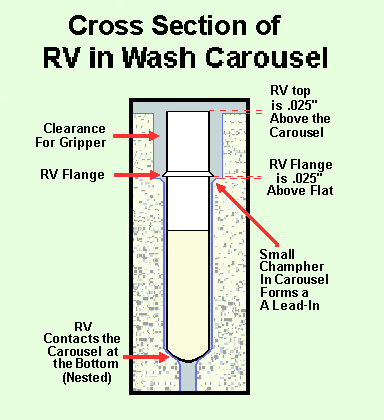 Cross Section of
RV in Wash Carousel
RV top
is .025"
Above the
Carousel
Clearance
For Gripper
RV Flange
RV Flange
is .025"
Above Flat
Small
Champher
In Carousel
Forms a
A Lead-In
RV
Contacts the
Carousel at
the Bottom
(Nested)